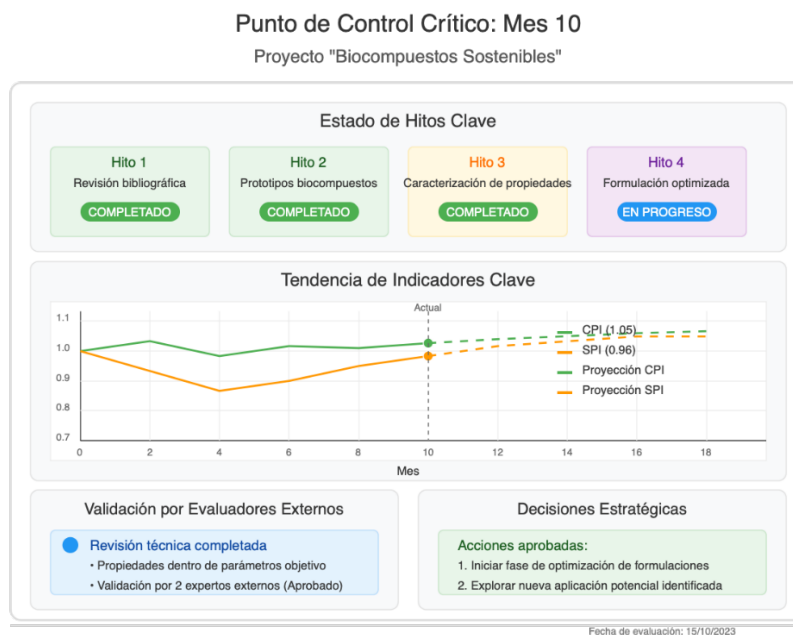 Punto de Control Crítico: Mes 10
Proyecto "Biocompuestos Sostenibles"
Estado de Hitos Clave
Hito 1
Revisión bibliográfica
COMPLETADO
Hito 2
Prototipos biocompuestos
COMPLETADO
Hito 3
Caracterización de propiedades
COMPLETADO
Hito 4
Formulación optimizada
EN PROGRESO
Tendencia de Indicadores Clave
Actual
1.1
1.0
0.9
0.8
0.7
CPI (1.05)
SPI (0.96)
Proyección CPI
Proyección SPI
0 2 4 6 8 10 12 14 16 18
Mes
Validación por Evaluadores Externos
Revisión técnica completada
• Propiedades dentro de parámetros objetivo
• Validación por 2 expertos externos (Aprobado)
Decisiones Estratégicas
Acciones aprobadas:
1. Iniciar fase de optimización de formulaciones
2. Explorar nueva aplicación potencial identificada
Fecha de evaluación: 15/10/2023